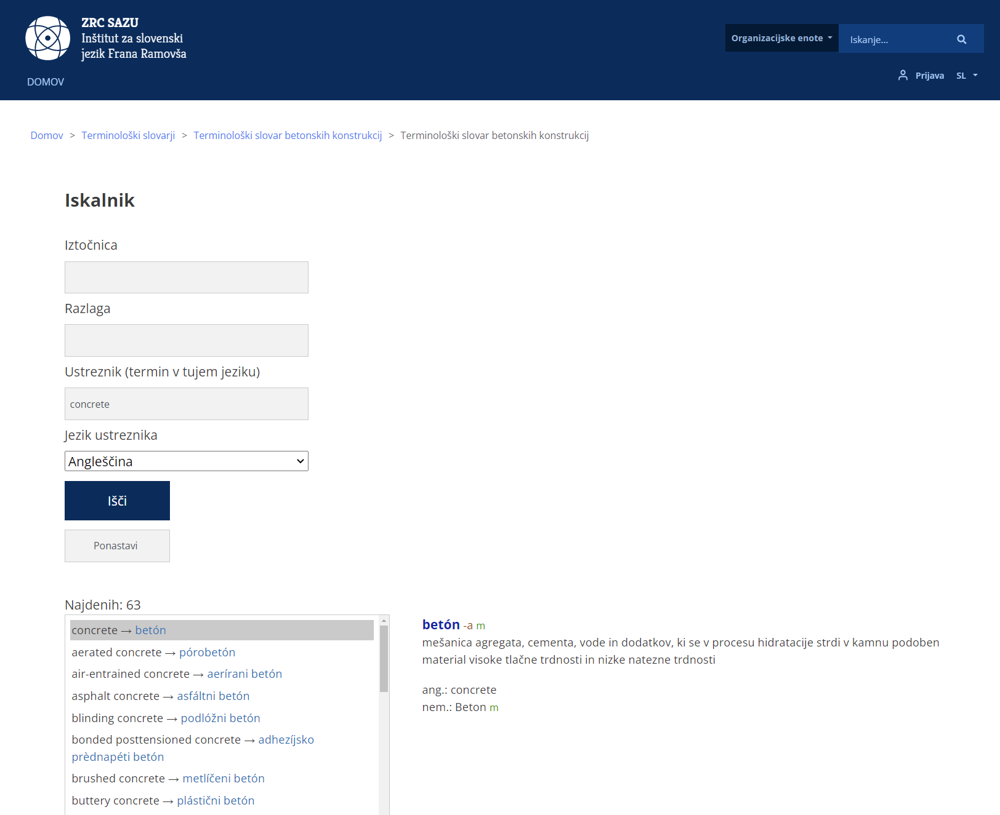 ZRC SAZU
Inštitut za slovenski
jezik Frana Ramovša
Organizacijske enote
Iskanje...
DOMOV
Prijava
SL
Domov > Terminološki slovarji > Terminološki slovar betonskih konstrukcij > Terminološki slovar betonskih konstrukcij
Iskalnik
Iztočnica
Razlaga
Ustreznik (termin v tujem jeziku)
concrete
Jezik ustreznika
Angleščina
Išči
Ponastavi
Najdenih: 63
concrete → betón
aerated concrete → pórobetón
air-entrained concrete → aerírani betón
asphalt concrete → asfáltni betón
blinding concrete → podlóžni betón
bonded posttensioned concrete → adhezíjsko
prèdnapéti betón
brushed concrete → metlíčeni betón
buttery concrete → plástični betón
betón -a m
mešanica agregata, cementa, vode in dodatkov, ki se v procesu hidratacije strdi v kamnu podoben
material visoke tlačne trdnosti in nizke natezne trdnosti
ang.: concrete
nem.: Beton m